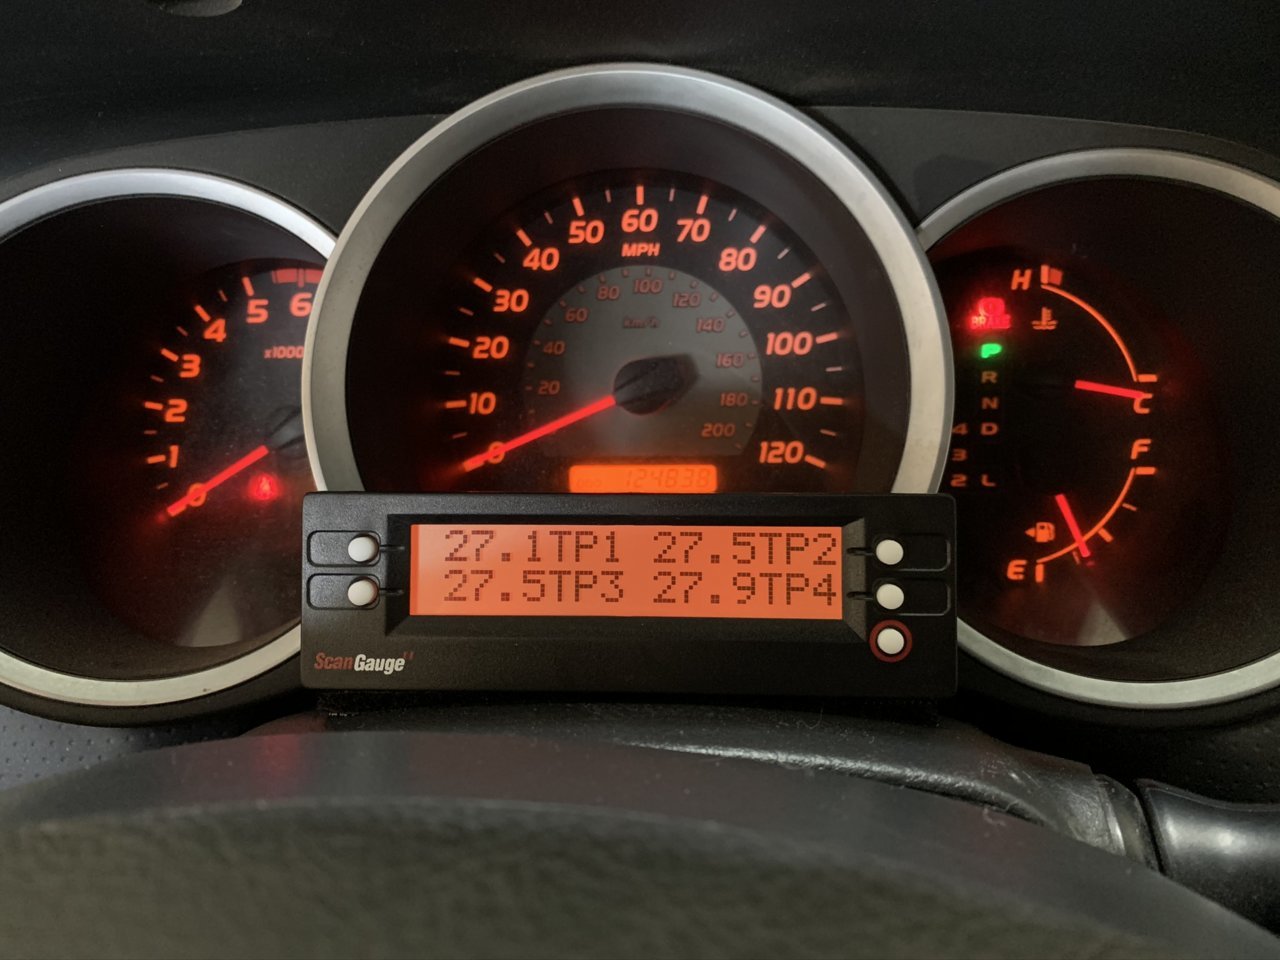 0 1 2 3 4 5 6
x1000
0 10 20 30 40 50 60 70 80 90 100 110 120
MPH
20 40 60 80 100 120 140 160 180 200
km/h
ODO 124838
H
BRAKE
P
R
N
4 D
3
2 L
C
F
E
27.1TP1 27.5TP2
27.5TP3 27.9TP4
ScanGauge II